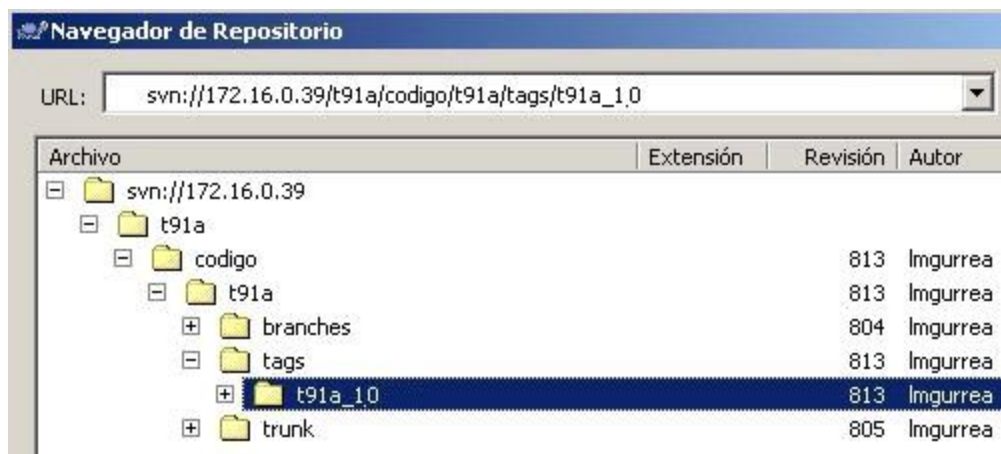 Navegador de Repositorio
URL: svn://172.16.0.39/t91a/codigo/t91a/tags/t91a_1.0
Archivo Extensión Revisión Autor
svn://172.16.0.39
t91a
codigo 813 lmgurrea
t91a 813 lmgurrea
branches 804 lmgurrea
tags 813 lmgurrea
t91a_1.0 813 lmgurrea
trunk 805 lmgurrea